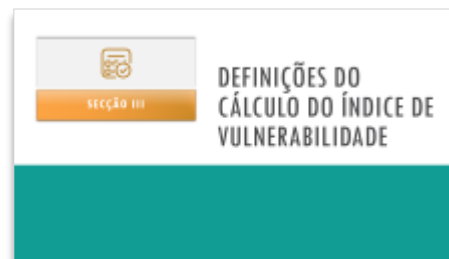 SECÇÃO III
DEFINIÇÕES DO
CÁLCULO DO ÍNDICE DE
VULNERABILIDADE